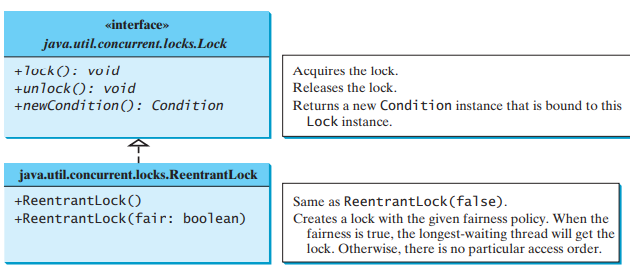 «interface»
java.util.concurrent.locks.Lock
+lock(): void
+unlock(): void
+newCondition(): Condition
Acquires the lock.
Releases the lock.
Returns a new Condition instance that is bound to this
Lock instance.
java.util.concurrent.locks.ReentrantLock
+ReentrantLock()
+ReentrantLock(fair: boolean)
Same as ReentrantLock(false).
Creates a lock with the given fairness policy. When the
fairness is true, the longest-waiting thread will get the
lock. Otherwise, there is no particular access order.